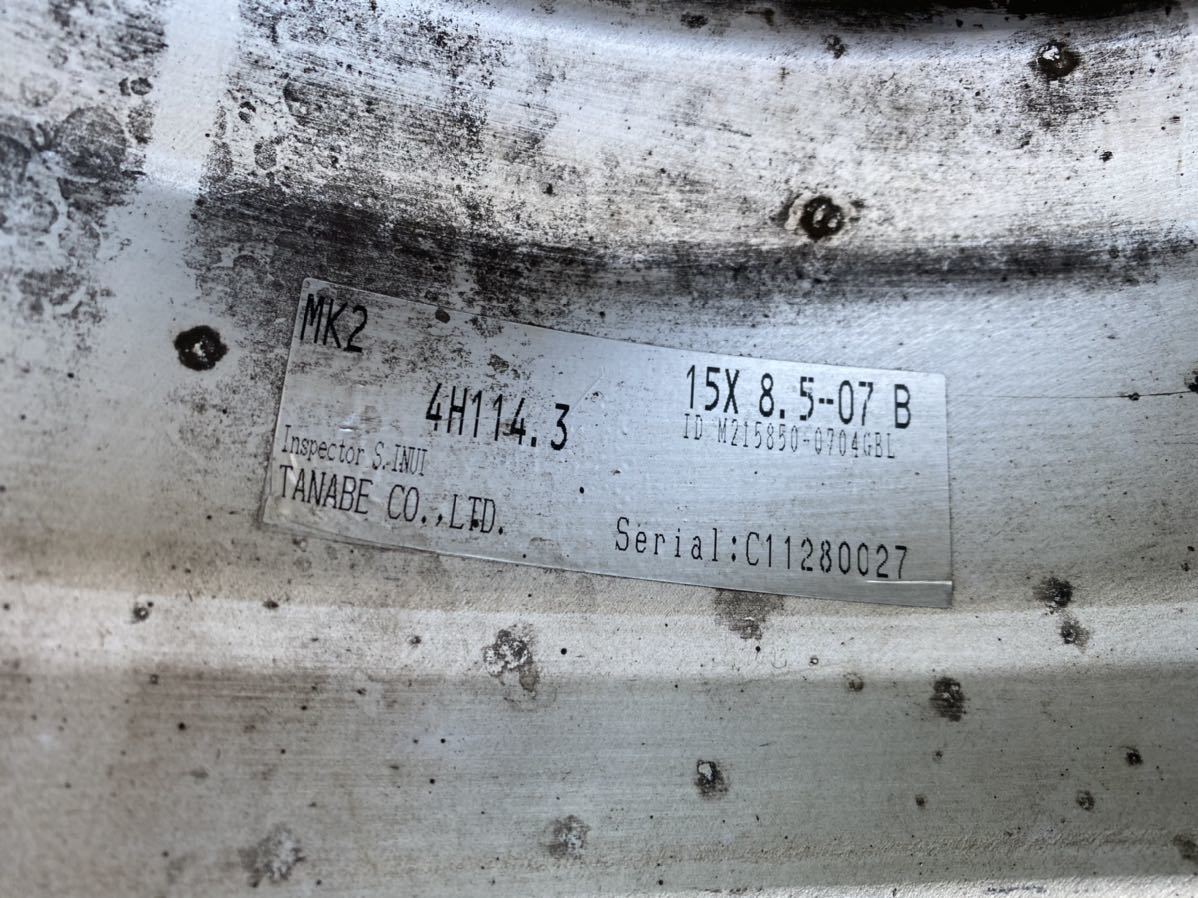 MK2
15X 8.5-07 B
4H114.3
ID M215850-0704GBL
Inspector S.INUI
TANABE CO.,LTD.
Serial:C11280027